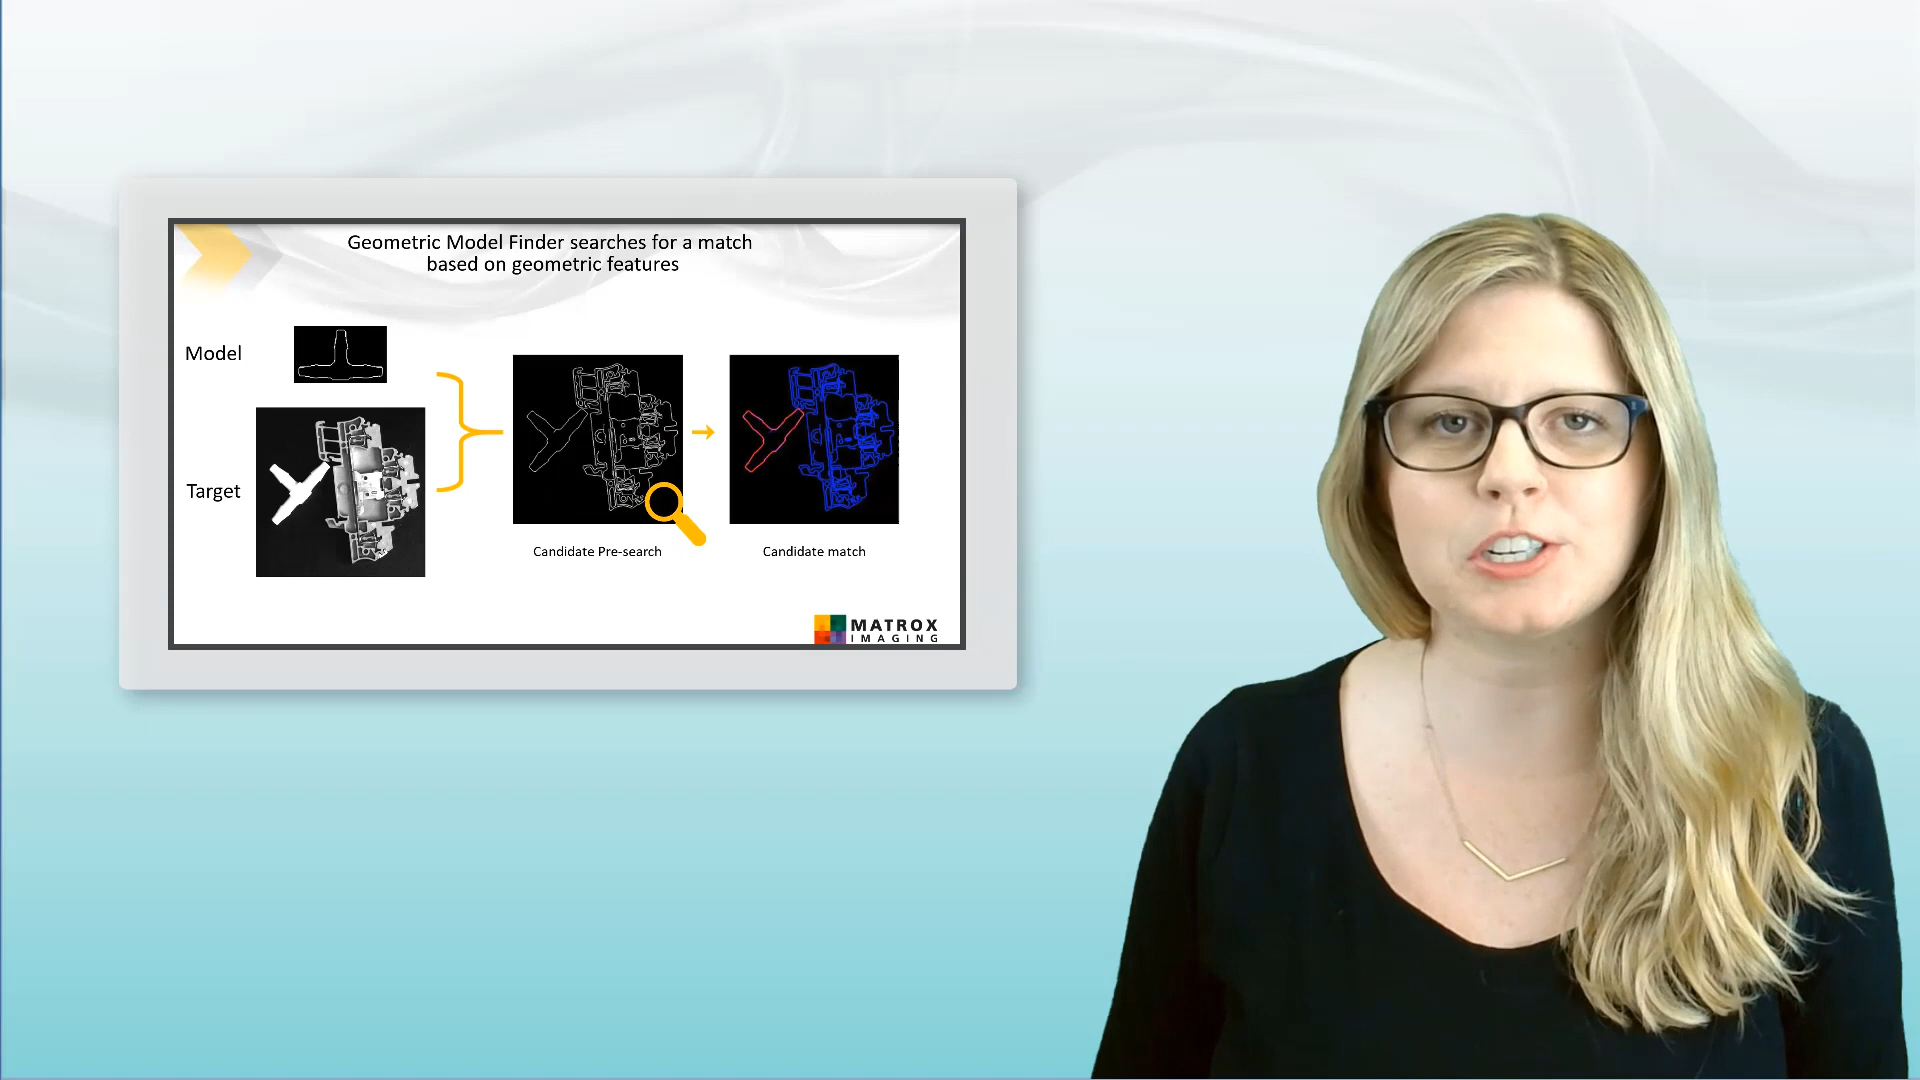 Geometric Model Finder searches for a match
based on geometric features
Model
Target
Candidate Pre-search
Candidate match
MATROX
IMAGING